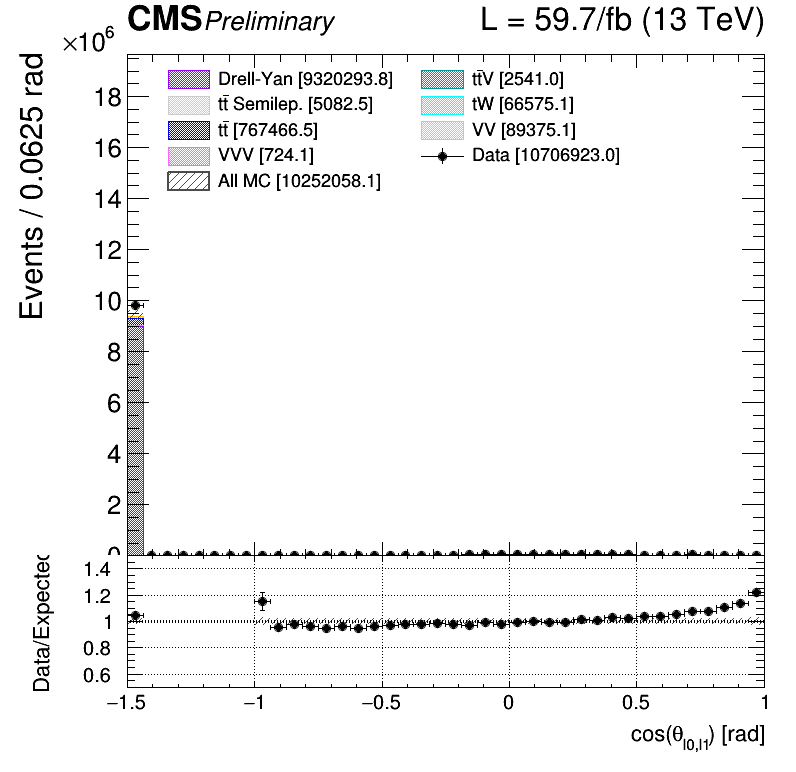 CMS Preliminary L = 59.7/fb (13 TeV)
×10⁶
Drell-Yan [9320293.8] tt̄V [2541.0]
tt̄ Semilep. [5082.5] tW [66575.1]
tt̄ [767466.5] VV [89375.1]
VVV [724.1] Data [10706923.0]
All MC [10252058.1]
Events / 0.0625 rad
18
16
14
12
10
8
6
4
2
0
Data/Expected
1.4
1.2
1
0.8
0.6
−1.5 −1 −0.5 0 0.5 1
cos(θl0,l1) [rad]